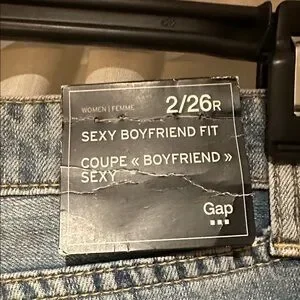 WOMEN | FEMME 2/26R
SEXY BOYFRIEND FIT
COUPE « BOYFRIEND »
SEXY
Gap